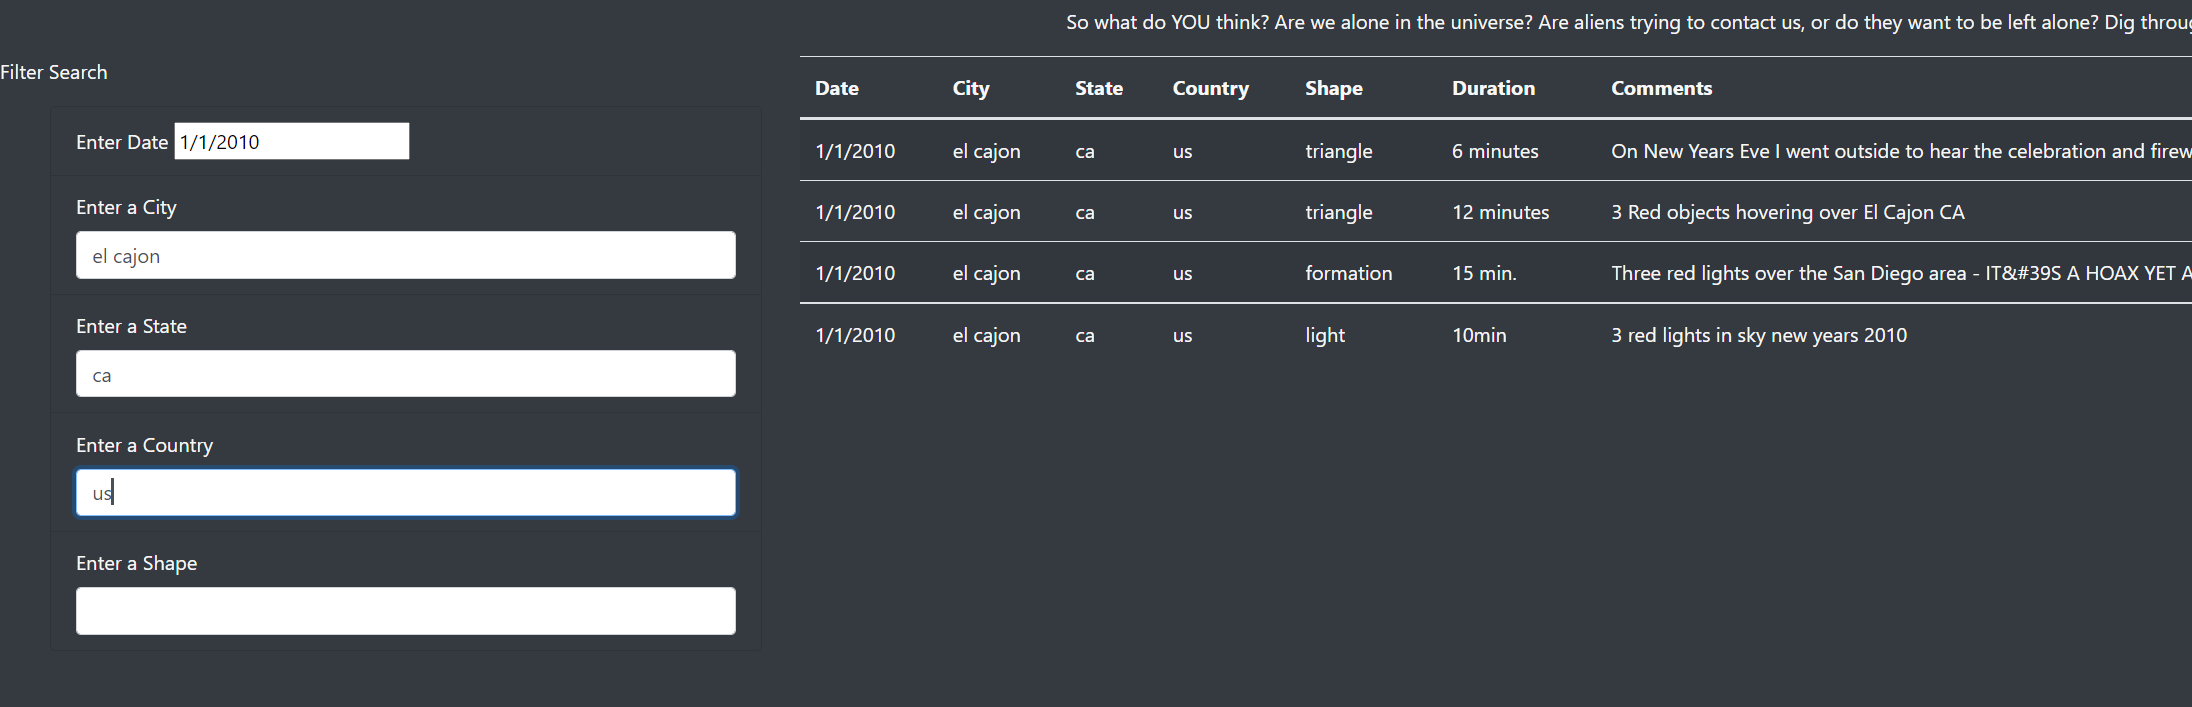 So what do YOU think? Are we alone in the universe? Are aliens trying to contact us, or do they want to be left alone? Dig
Filter Search
Enter Date 1/1/2010
Enter a City
el cajon
Enter a State
ca
Enter a Country
us
Enter a Shape
Date City State Country Shape Duration Comments
1/1/2010 el cajon ca us triangle 6 minutes On New Years Eve I went outside to hear the celebration and
1/1/2010 el cajon ca us triangle 12 minutes 3 Red objects hovering over El Cajon CA
1/1/2010 el cajon ca us formation 15 min. Three red lights over the San Diego area - IT&#39S A HOAX YET
1/1/2010 el cajon ca us light 10min 3 red lights in sky new years 2010